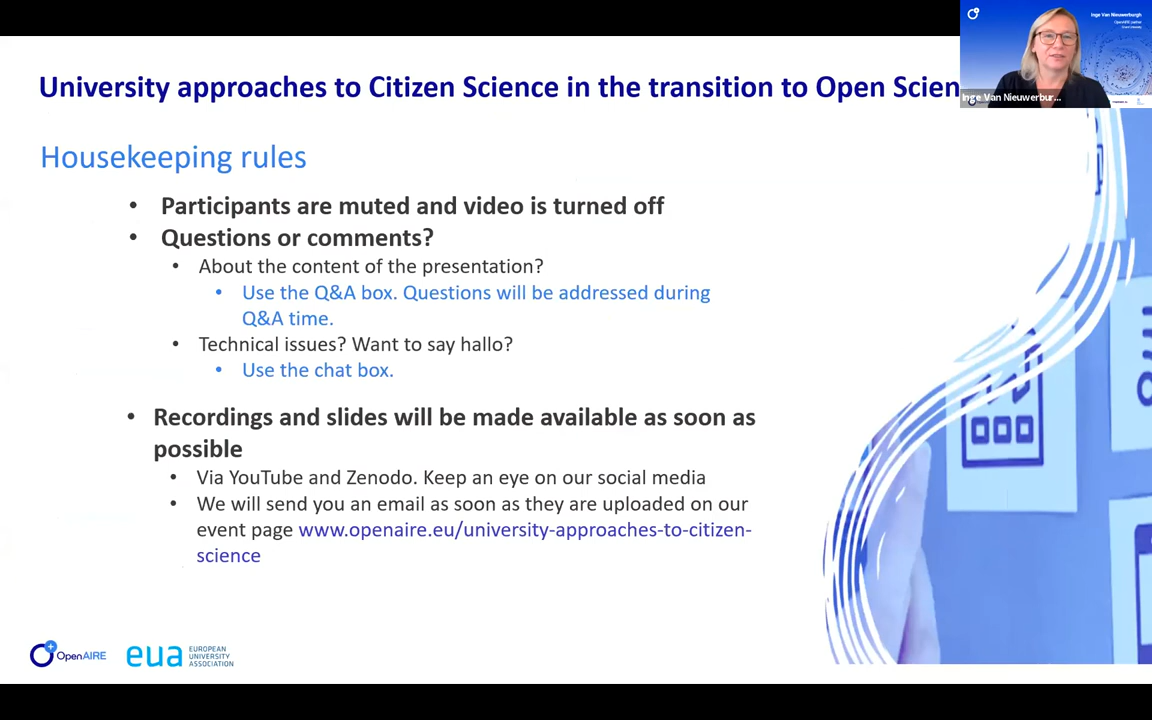 University approaches to Citizen Science in the transition to Open Scien
Inge Van Nieuwerburgh
Inge Van Nieuwerbur...
Housekeeping rules
• Participants are muted and video is turned off
• Questions or comments?
• About the content of the presentation?
• Use the Q&A box. Questions will be addressed during
Q&A time.
• Technical issues? Want to say hallo?
• Use the chat box.
• Recordings and slides will be made available as soon as
possible
• Via YouTube and Zenodo. Keep an eye on our social media
• We will send you an email as soon as they are uploaded on our
event page www.openaire.eu/university-approaches-to-citizen-
science
OpenAIRE
eua EUROPEAN
UNIVERSITY
ASSOCIATION